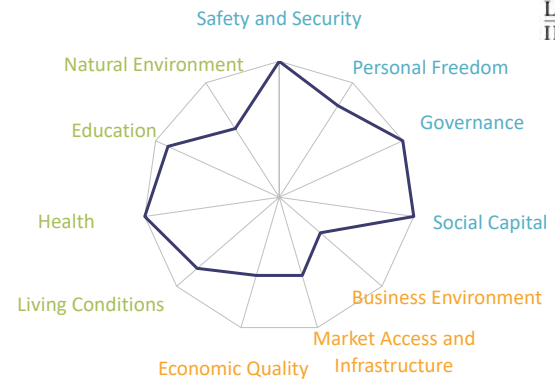 Safety and Security
Natural Environment
Personal Freedom
Education
Governance
Health
Social Capital
Living Conditions
Business Environment
Market Access and
Infrastructure
Economic Quality